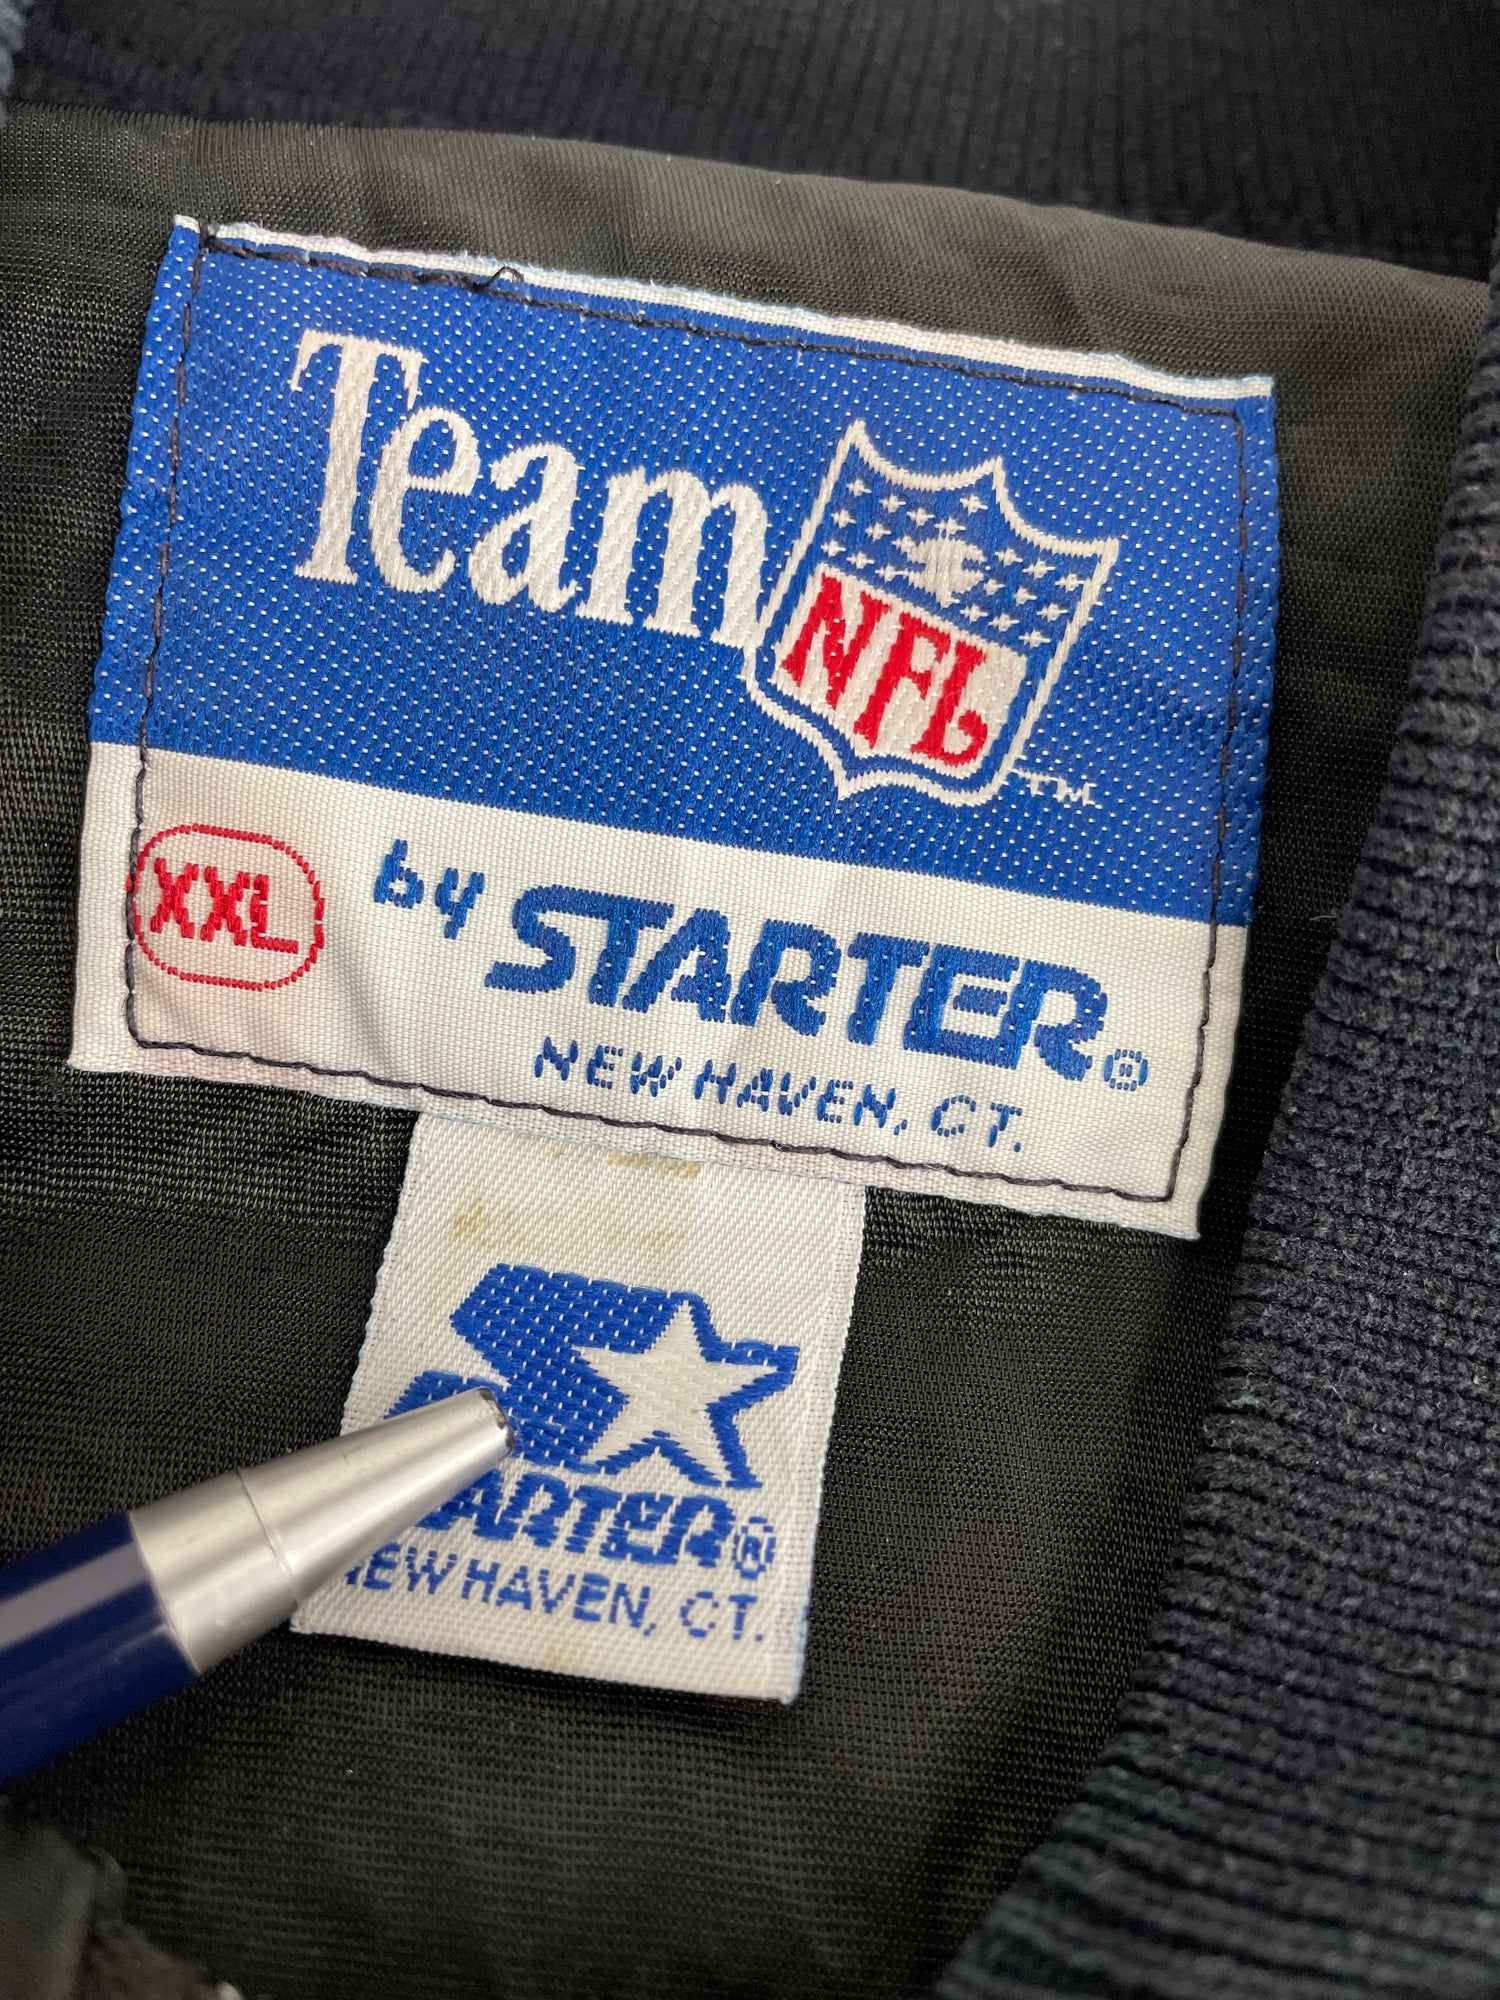 Team
NFL
TM
XXL
by STARTER®
NEW HAVEN, CT.
STARTER®
NEW HAVEN, CT.